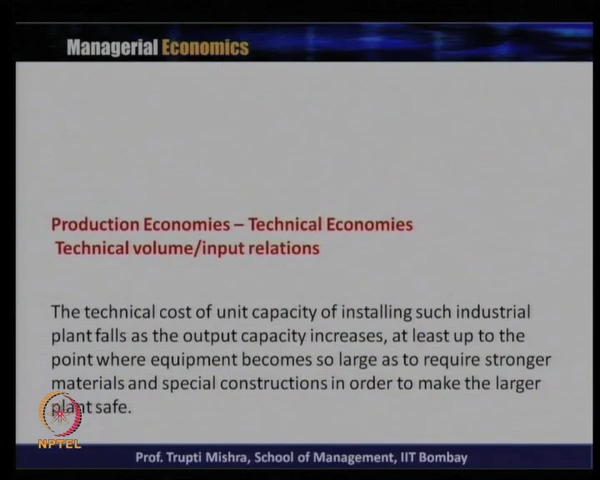 Managerial Economics
Production Economies – Technical Economies
Technical volume/input relations
The technical cost of unit capacity of installing such industrial
plant falls as the output capacity increases, at least up to the
point where equipment becomes so large as to require stronger
materials and special constructions in order to make the larger
plant safe.
NPTEL
Prof. Trupti Mishra, School of Management, IIT Bombay